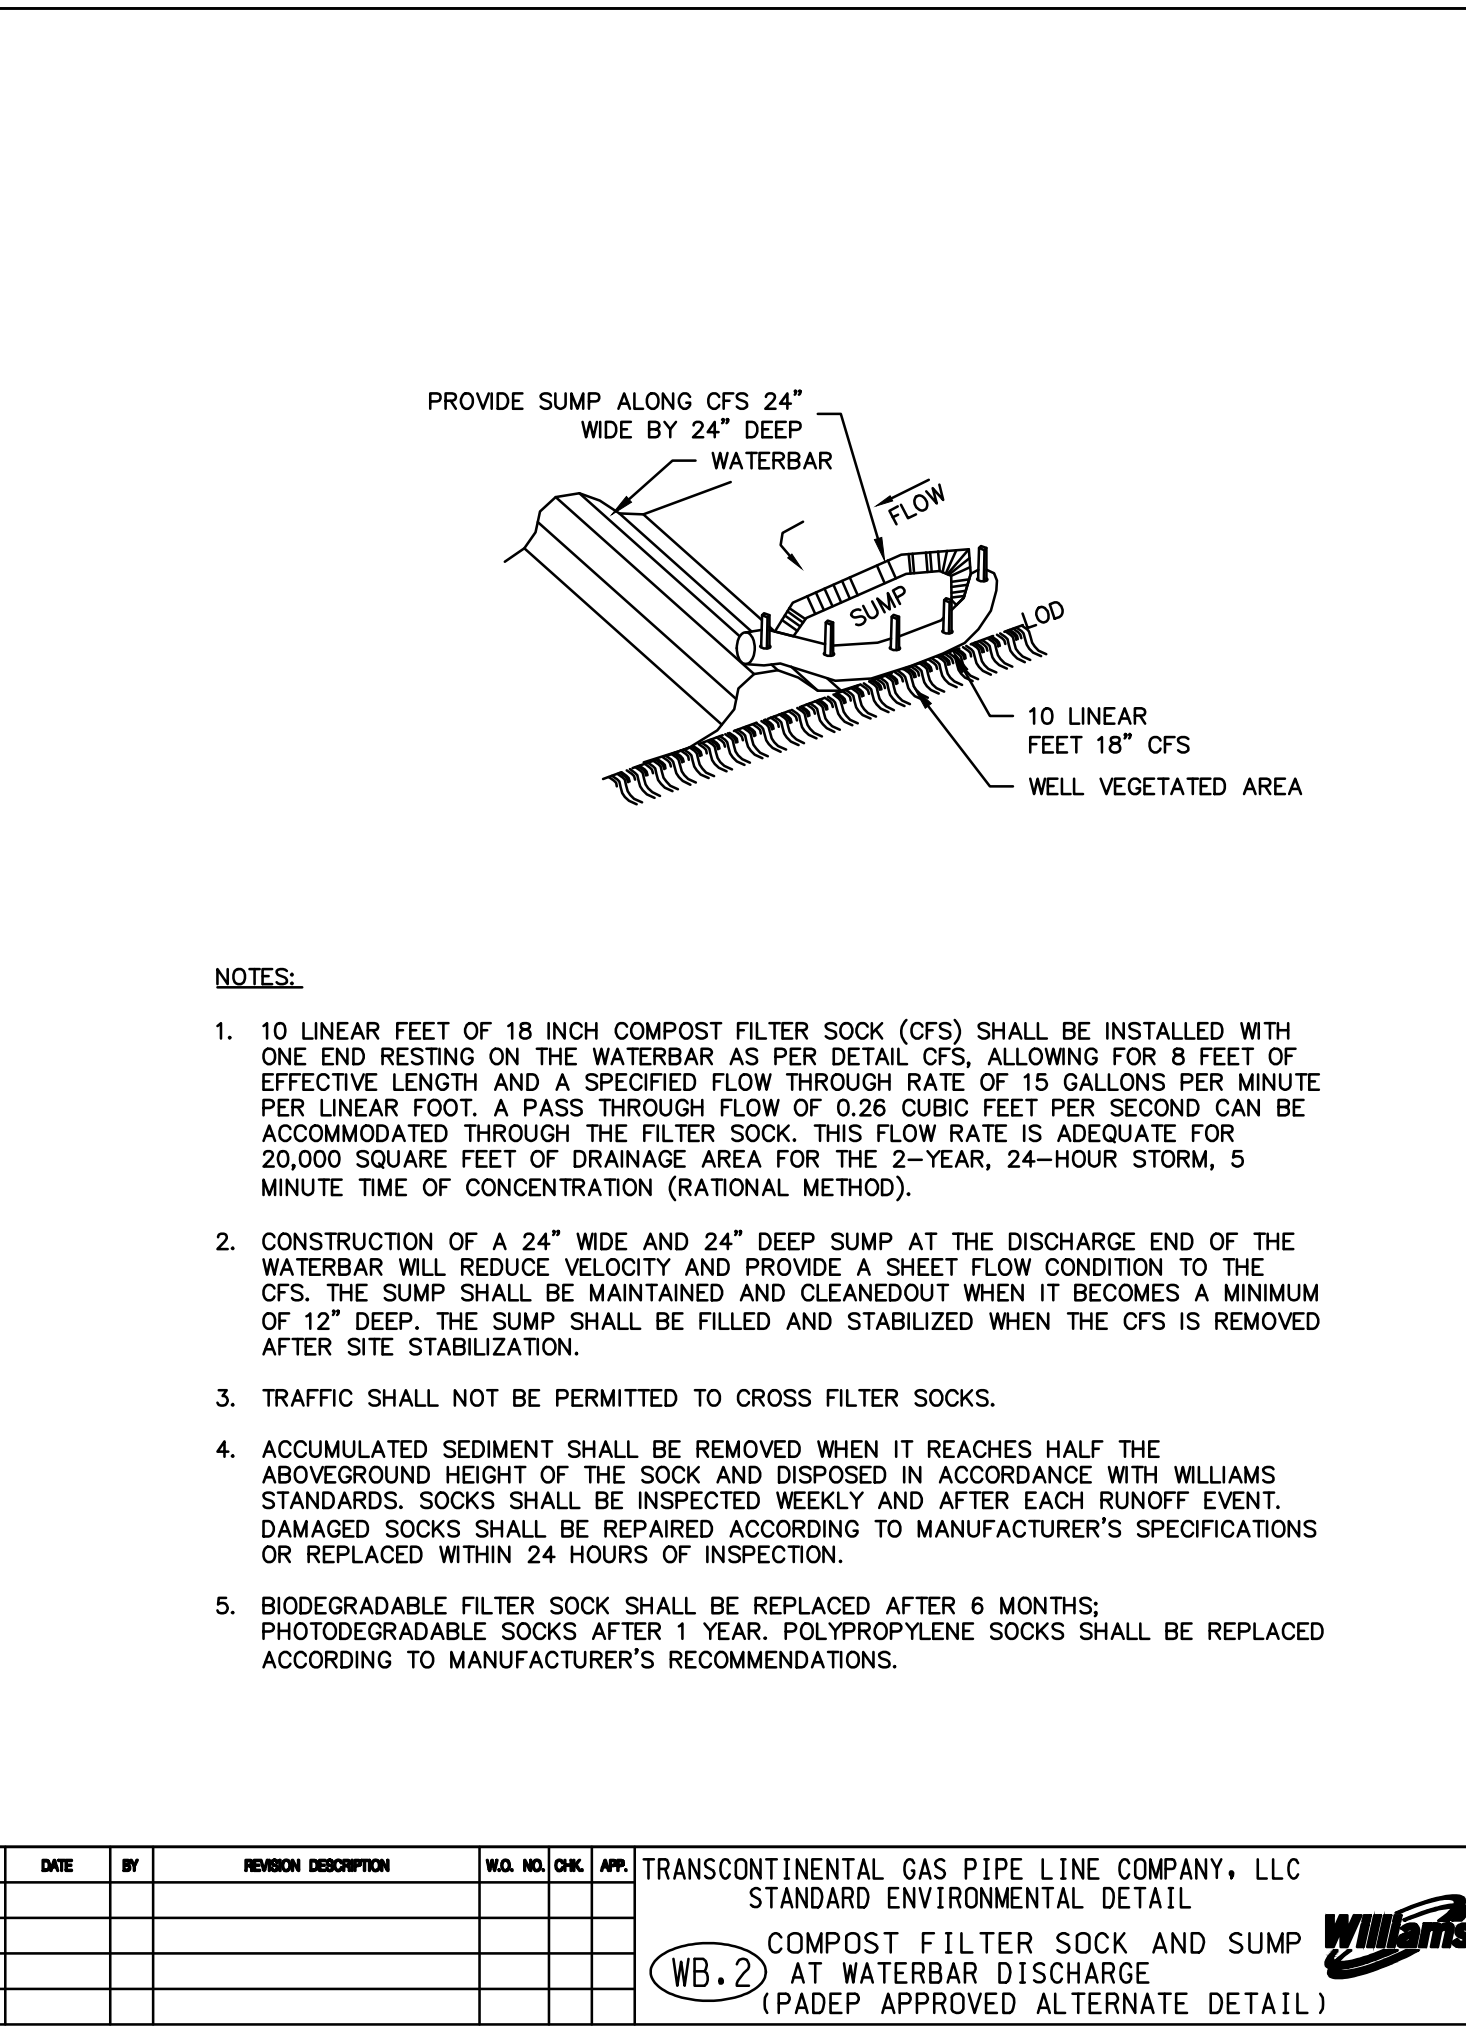 PROVIDE SUMP ALONG CFS 24"
WIDE BY 24" DEEP
WATERBAR
FLOW
SUMP
LOD
10 LINEAR
FEET 18" CFS
WELL VEGETATED AREA
NOTES:
1. 10 LINEAR FEET OF 18 INCH COMPOST FILTER SOCK (CFS) SHALL BE INSTALLED WITH
ONE END RESTING ON THE WATERBAR AS PER DETAIL CFS, ALLOWING FOR 8 FEET OF
EFFECTIVE LENGTH AND A SPECIFIED FLOW THROUGH RATE OF 15 GALLONS PER MINUTE
PER LINEAR FOOT. A PASS THROUGH FLOW OF 0.26 CUBIC FEET PER SECOND CAN BE
ACCOMMODATED THROUGH THE FILTER SOCK. THIS FLOW RATE IS ADEQUATE FOR
20,000 SQUARE FEET OF DRAINAGE AREA FOR THE 2-YEAR, 24-HOUR STORM, 5
MINUTE TIME OF CONCENTRATION (RATIONAL METHOD).
2. CONSTRUCTION OF A 24" WIDE AND 24" DEEP SUMP AT THE DISCHARGE END OF THE
WATERBAR WILL REDUCE VELOCITY AND PROVIDE A SHEET FLOW CONDITION TO THE
CFS. THE SUMP SHALL BE MAINTAINED AND CLEANEDOUT WHEN IT BECOMES A MINIMUM
OF 12" DEEP. THE SUMP SHALL BE FILLED AND STABILIZED WHEN THE CFS IS REMOVED
AFTER SITE STABILIZATION.
3. TRAFFIC SHALL NOT BE PERMITTED TO CROSS FILTER SOCKS.
4. ACCUMULATED SEDIMENT SHALL BE REMOVED WHEN IT REACHES HALF THE
ABOVEGROUND HEIGHT OF THE SOCK AND DISPOSED IN ACCORDANCE WITH WILLIAMS
STANDARDS. SOCKS SHALL BE INSPECTED WEEKLY AND AFTER EACH RUNOFF EVENT.
DAMAGED SOCKS SHALL BE REPAIRED ACCORDING TO MANUFACTURER'S SPECIFICATIONS
OR REPLACED WITHIN 24 HOURS OF INSPECTION.
5. BIODEGRADABLE FILTER SOCK SHALL BE REPLACED AFTER 6 MONTHS;
PHOTODEGRADABLE SOCKS AFTER 1 YEAR. POLYPROPYLENE SOCKS SHALL BE REPLACED
ACCORDING TO MANUFACTURER'S RECOMMENDATIONS.
DATE BY REVISION DESCRIPTION W.O. NO. CHK. APP.
TRANSCONTINENTAL GAS PIPE LINE COMPANY, LLC
STANDARD ENVIRONMENTAL DETAIL
WB.2
COMPOST FILTER SOCK AND SUMP
AT WATERBAR DISCHARGE
(PADEP APPROVED ALTERNATE DETAIL)
Williams